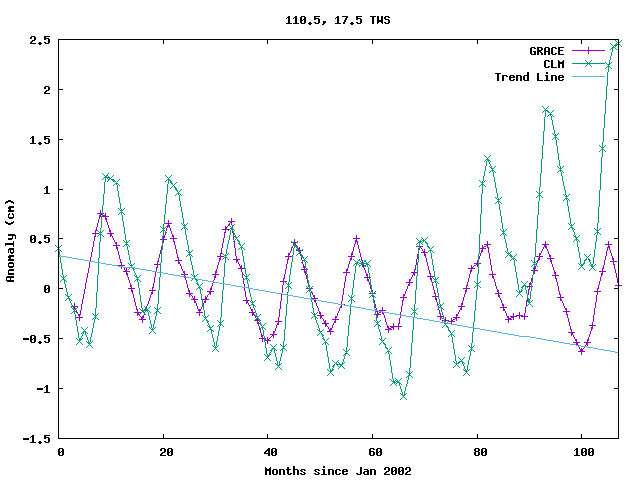 110.5, 17.5 TWS
GRACE
CLM
Trend Line
2.5
2
1.5
1
0.5
0
-0.5
-1
-1.5
Anomaly (cm)
0 20 40 60 80 100
Months since Jan 2002